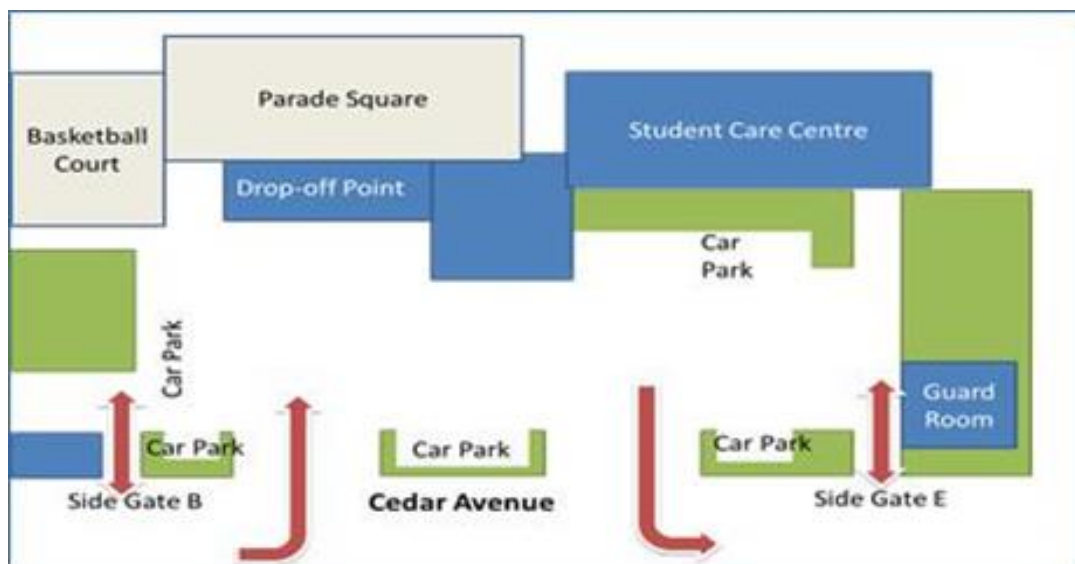 Parade Square
Basketball
Court
Student Care Centre
Drop-off Point
Car
Park
Car Park
Guard
Room
Car Park
Car Park
Car Park
Side Gate B
Cedar Avenue
Side Gate E